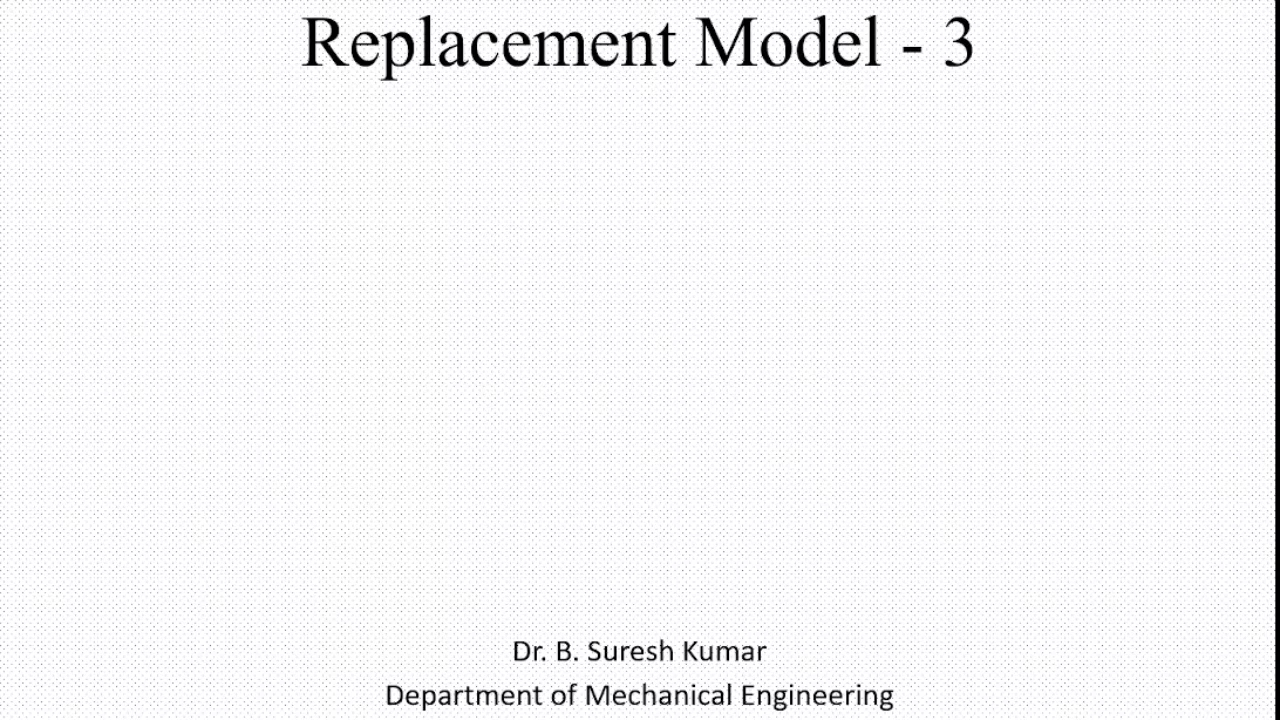 Replacement Model - 3
Dr. B. Suresh Kumar
Department of Mechanical Engineering